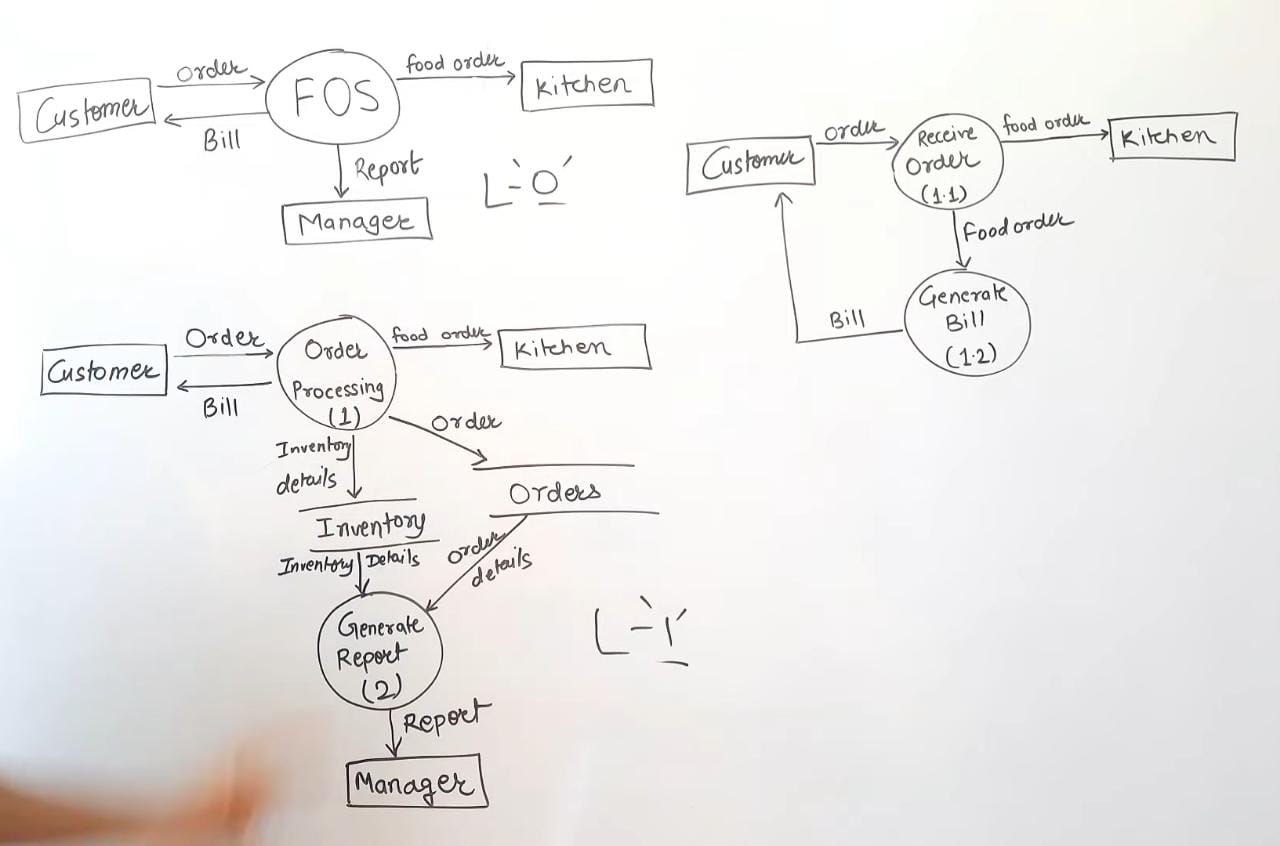 Customer
Order
Bill
FOS
food order
Kitchen
Report
Manager
L-0
Customer
Order
Bill
Order
Processing
(1)
food order
Kitchen
Order
Inventory
details
Orders
Inventory
Inventory Details
Order
details
Generate
Report
(2)
Report
Manager
L-1
Customer
order
Receive
Order
(1.1)
food order
Kitchen
Food order
Generate
Bill
(1.2)
Bill